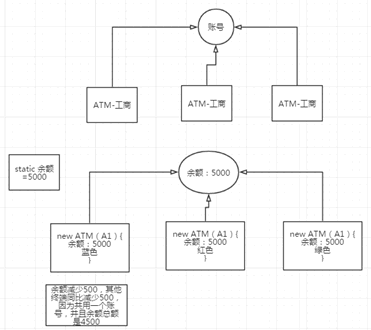 账号
ATM-工商
ATM-工商
ATM-工商
static 余额
=5000
余额：5000
new ATM（A1）{
余额：5000
蓝色
}
new ATM（A1）{
余额：5000
红色
}
new ATM（A1）{
余额：5000
绿色
}
余额减少500，其他
终端同比减少500，
因为共用一个账
号，并且余额总额
是4500